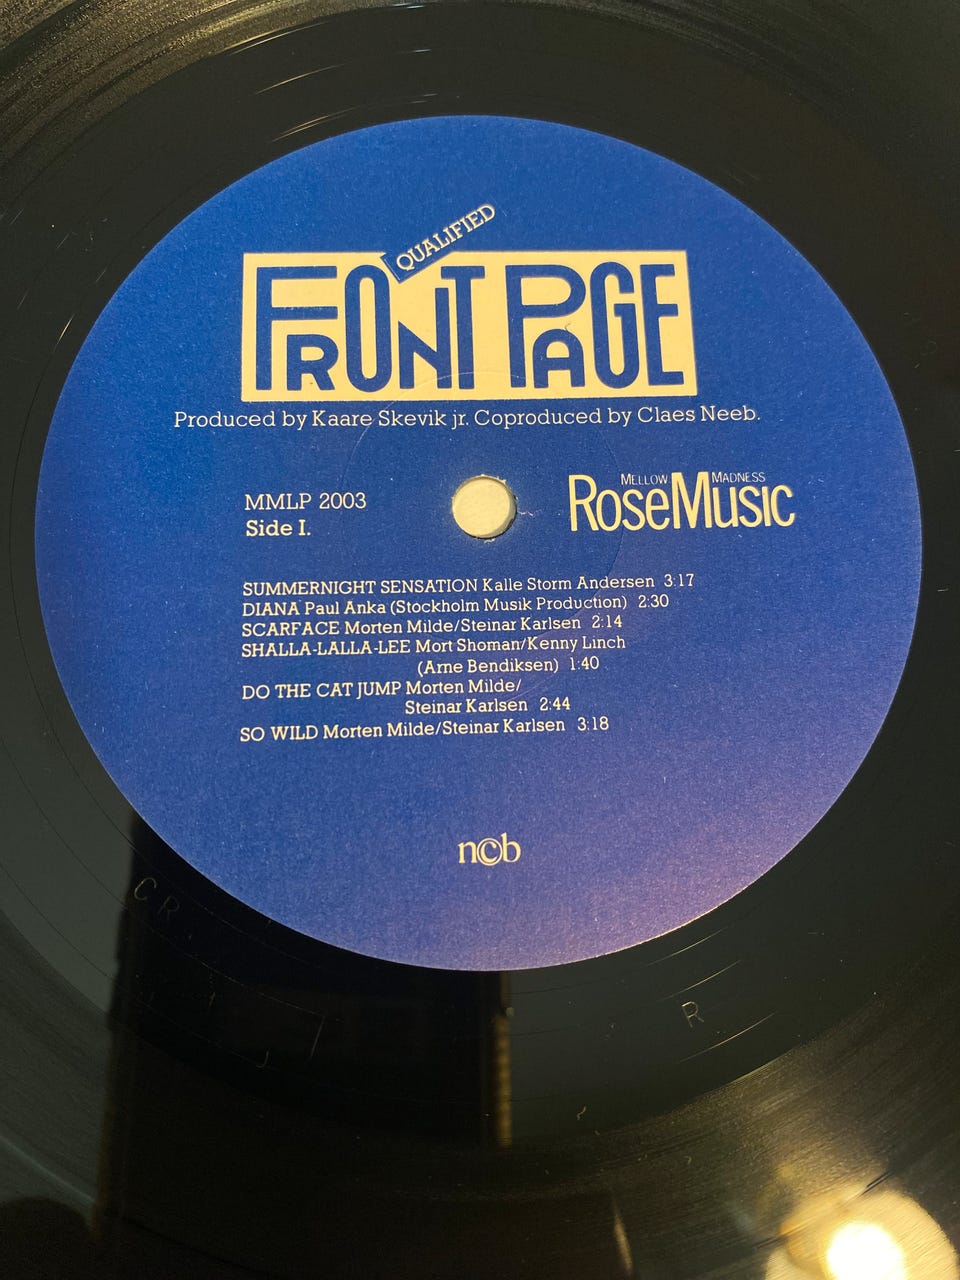 QUALIFIED
FRONT PAGE
Produced by Kaare Skevik jr. Coproduced by Claes Neeb.
MMLP 2003
Side I.
MELLOW MADNESS
RoseMusic
SUMMERNIGHT SENSATION Kalle Storm Andersen 3:17
DIANA Paul Anka (Stockholm Musik Production) 2:30
SCARFACE Morten Milde/Steinar Karlsen 2:14
SHALLA-LALLA-LEE Mort Shoman/Kenny Linch
(Arne Bendiksen) 1:40
DO THE CAT JUMP Morten Milde/
Steinar Karlsen 2:44
SO WILD Morten Milde/Steinar Karlsen 3:18
n©b
CR
R